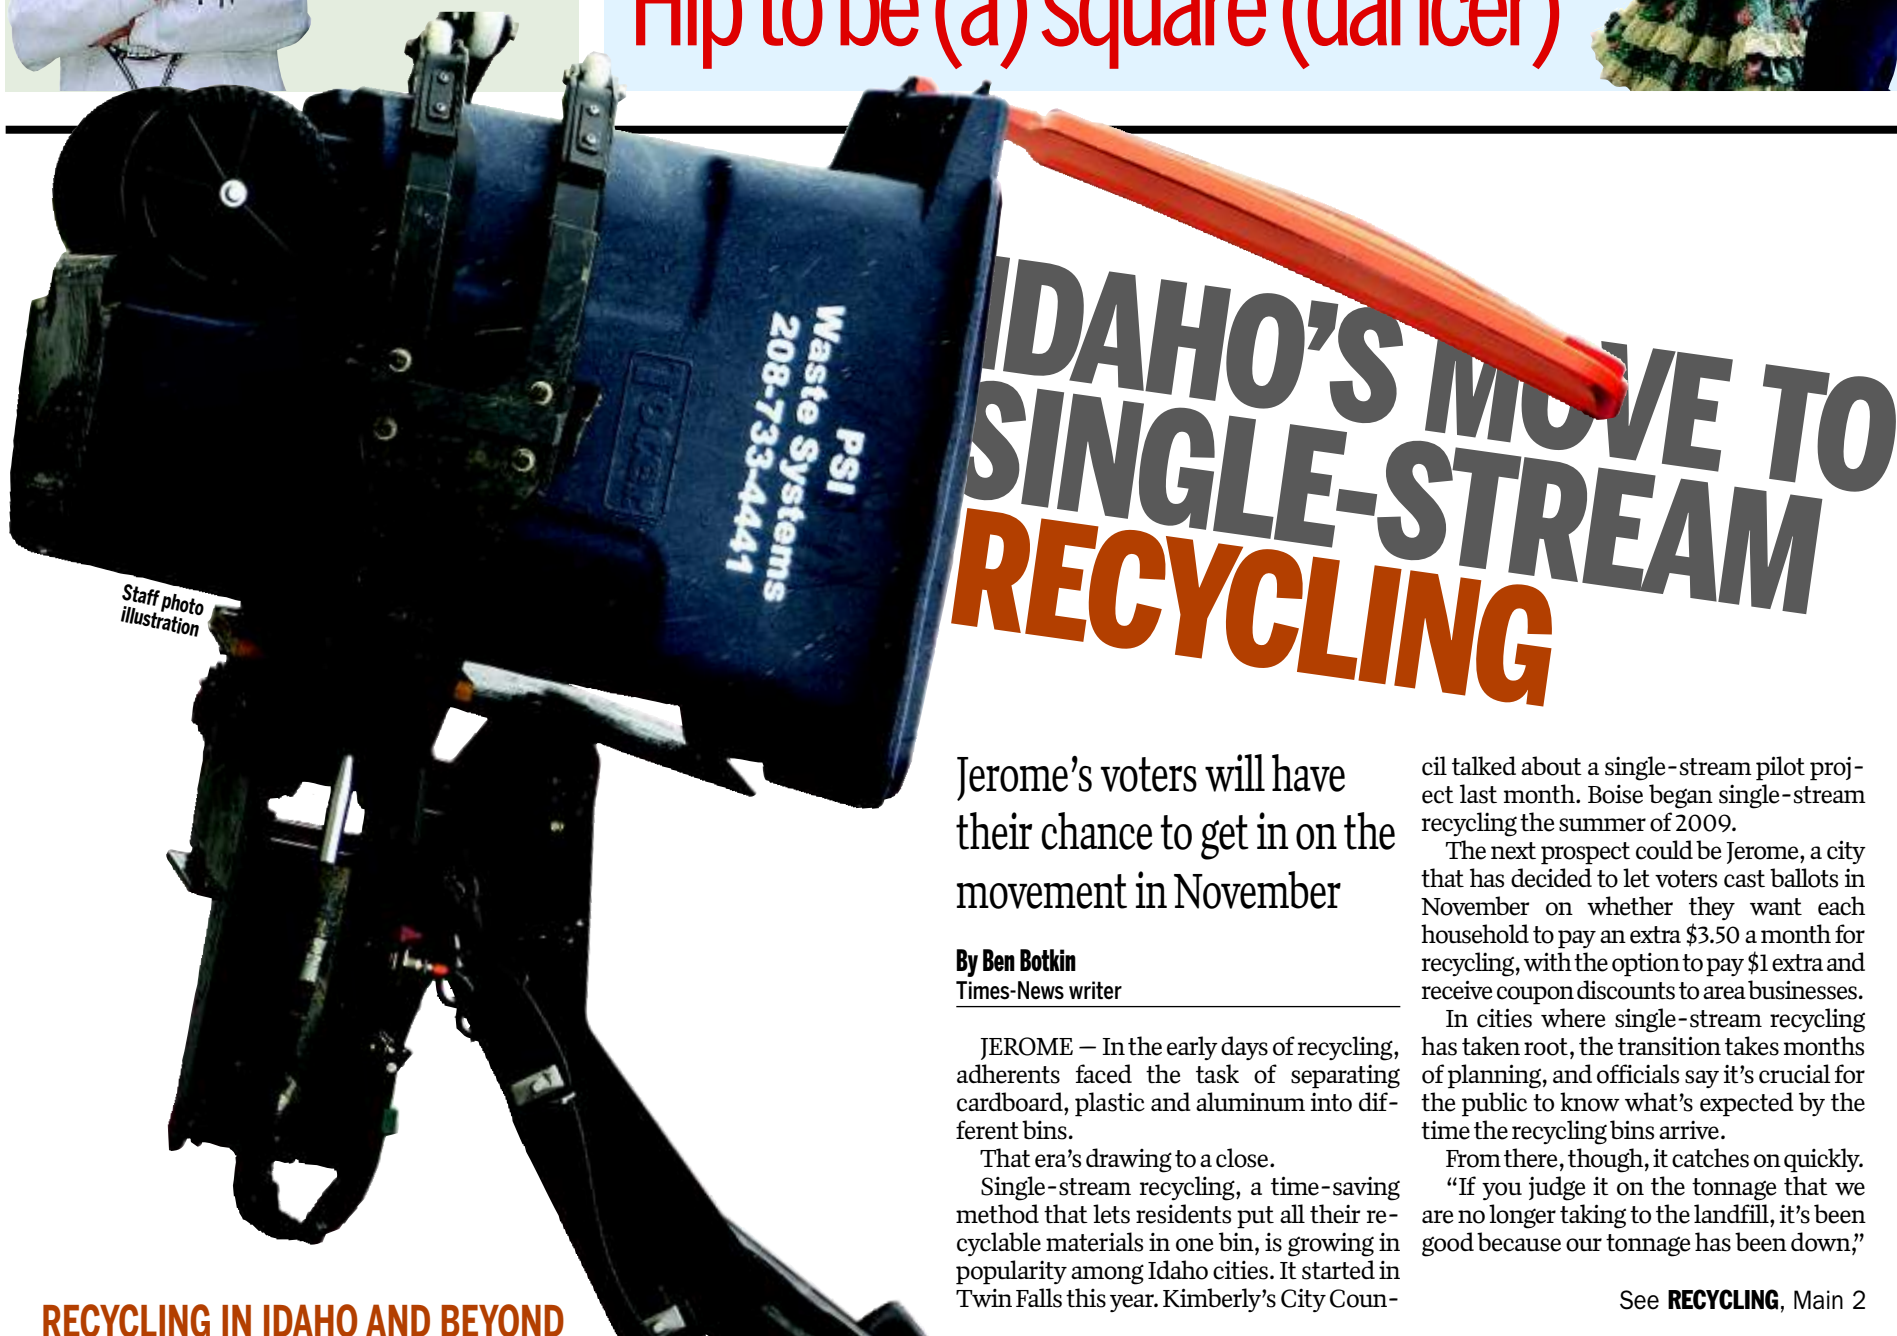 Hip to be (a) square (dancer)
PSI
Waste Systems
208-733-4441
Staff photo
illustration
IDAHO'S MOVE TO
SINGLE-STREAM
RECYCLING
Jerome's voters will have
their chance to get in on the
movement in November
By Ben Botkin
Times-News writer
JEROME — In the early days of recycling,
adherents faced the task of separating
cardboard, plastic and aluminum into dif-
ferent bins.
That era's drawing to a close.
Single-stream recycling, a time-saving
method that lets residents put all their re-
cyclable materials in one bin, is growing in
popularity among Idaho cities. It started in
Twin Falls this year. Kimberly's City Coun-
cil talked about a single-stream pilot proj-
ect last month. Boise began single-stream
recycling the summer of 2009.
The next prospect could be Jerome, a city
that has decided to let voters cast ballots in
November on whether they want each
household to pay an extra $3.50 a month for
recycling, with the option to pay $1 extra and
receive coupon discounts to area businesses.
In cities where single-stream recycling
has taken root, the transition takes months
of planning, and officials say it's crucial for
the public to know what's expected by the
time the recycling bins arrive.
From there, though, it catches on quickly.
"If you judge it on the tonnage that we
are no longer taking to the landfill, it's been
good because our tonnage has been down,"
See RECYCLING, Main 2
RECYCLING IN IDAHO AND BEYOND